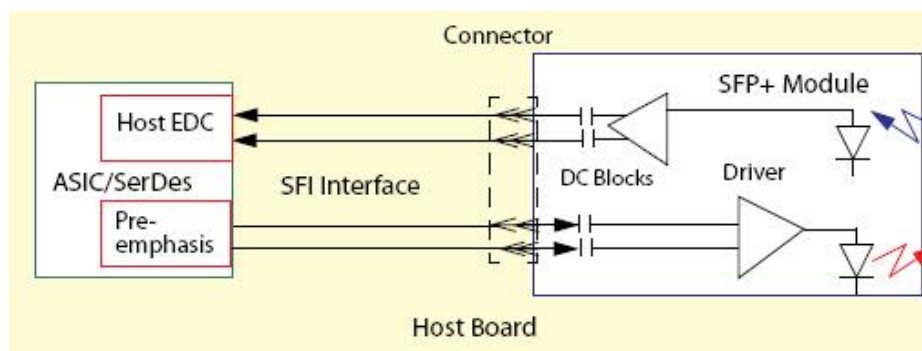 Connector
SFP+ Module
Host EDC
ASIC/SerDes
SFI Interface
DC Blocks
Driver
Pre-
emphasis
Host Board